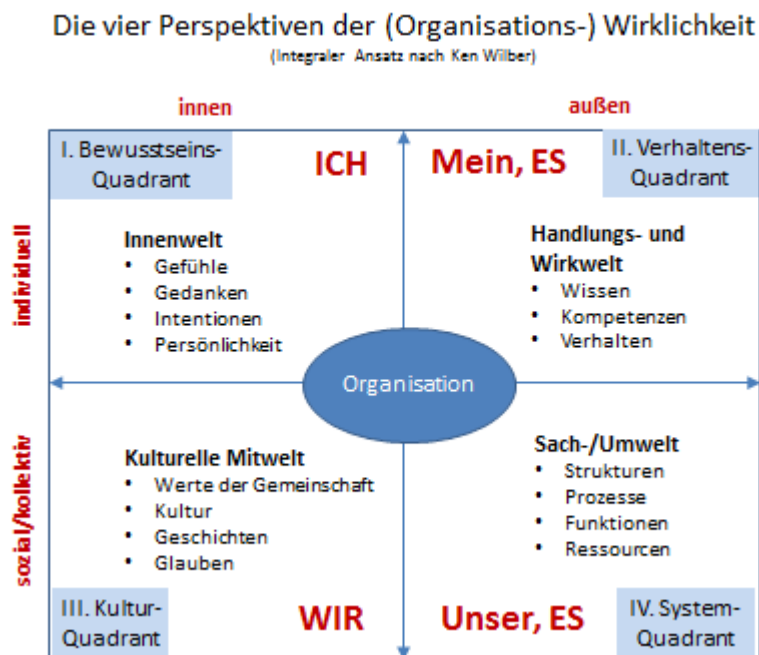 Die vier Perspektiven der (Organisations-) Wirklichkeit
(Integraler Ansatz nach Ken Wilber)
innen
außen
individuell
I. Bewusstseins-
Quadrant
ICH
Mein, ES
II. Verhaltens-
Quadrant
Innenwelt
• Gefühle
• Gedanken
• Intentionen
• Persönlichkeit
Handlungs- und
Wirkwelt
• Wissen
• Kompetenzen
• Verhalten
Organisation
sozial/kollektiv
Kulturelle Mitwelt
• Werte der Gemeinschaft
• Kultur
• Geschichten
• Glauben
Sach-/Umwelt
• Strukturen
• Prozesse
• Funktionen
• Ressourcen
III. Kultur-
Quadrant
WIR
Unser, ES
IV. System-
Quadrant